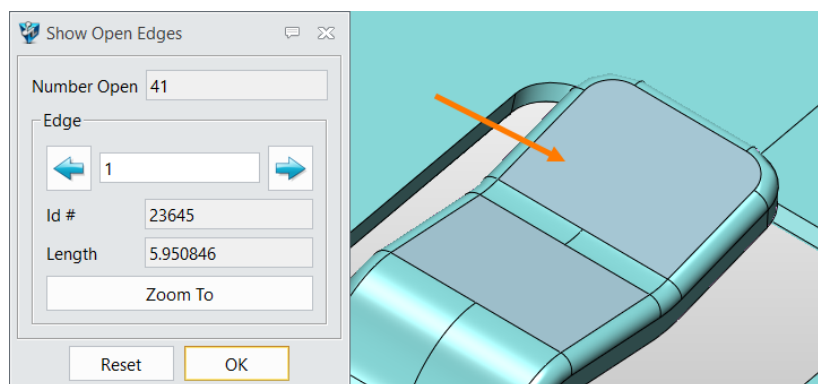 Show Open Edges
Number Open 41
Edge
1
Id # 23645
Length 5.950846
Zoom To
Reset OK